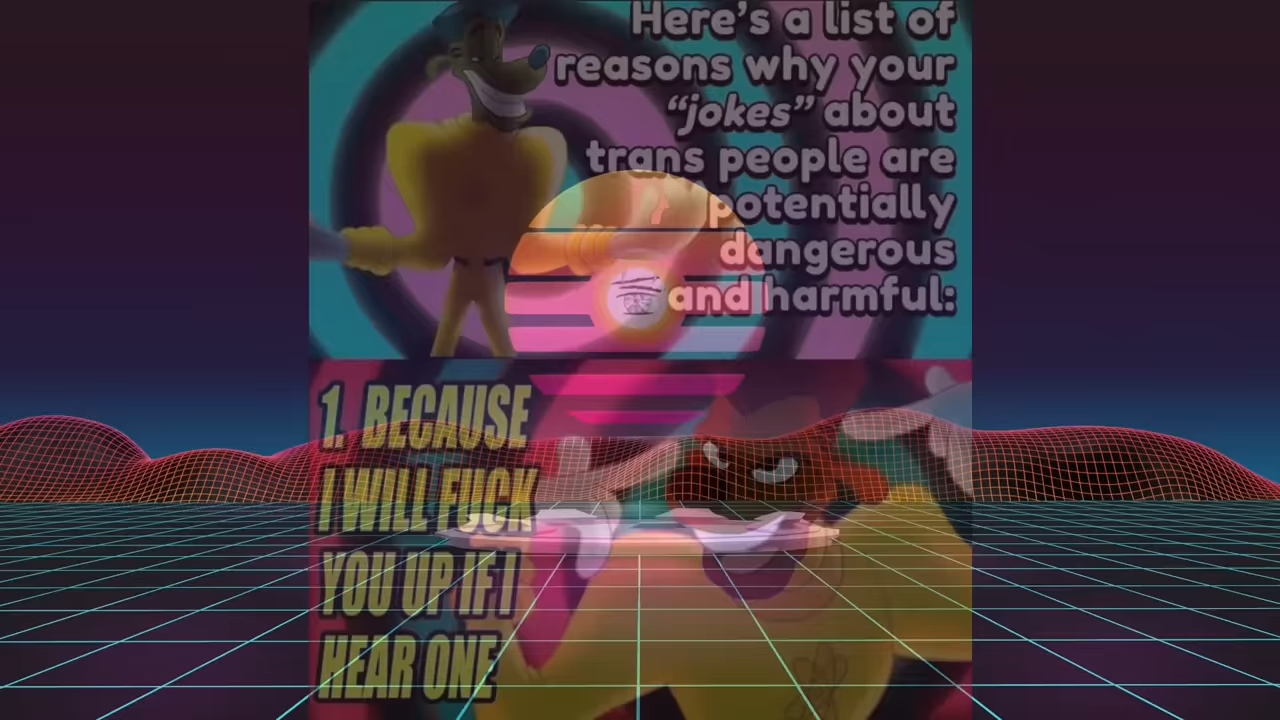 Here's a list of
reasons why your
“jokes” about
trans people are
potentially
dangerous
and harmful:
1. BECAUSE
I WILL FUCK
YOU UP IF I
HEAR ONE